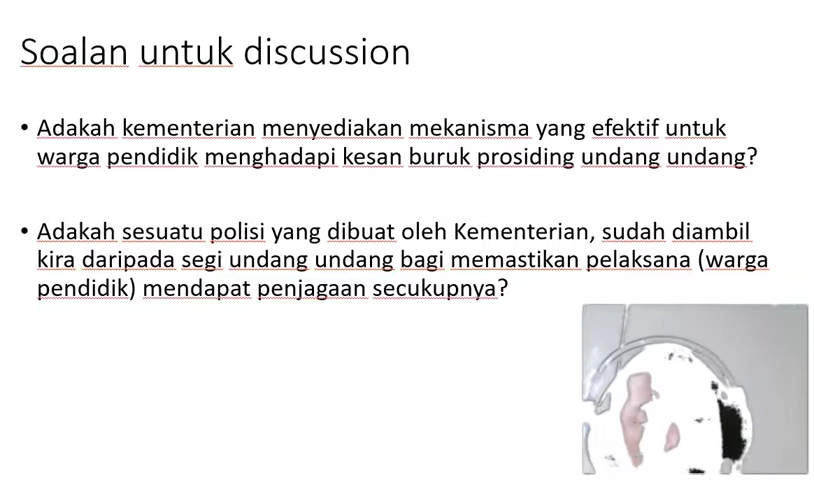 Soalan untuk discussion
• Adakah kementerian menyediakan mekanisma yang efektif untuk
warga pendidik menghadapi kesan buruk prosiding undang undang?
• Adakah sesuatu polisi yang dibuat oleh Kementerian, sudah diambil
kira daripada segi undang undang bagi memastikan pelaksana (warga
pendidik) mendapat penjagaan secukupnya?